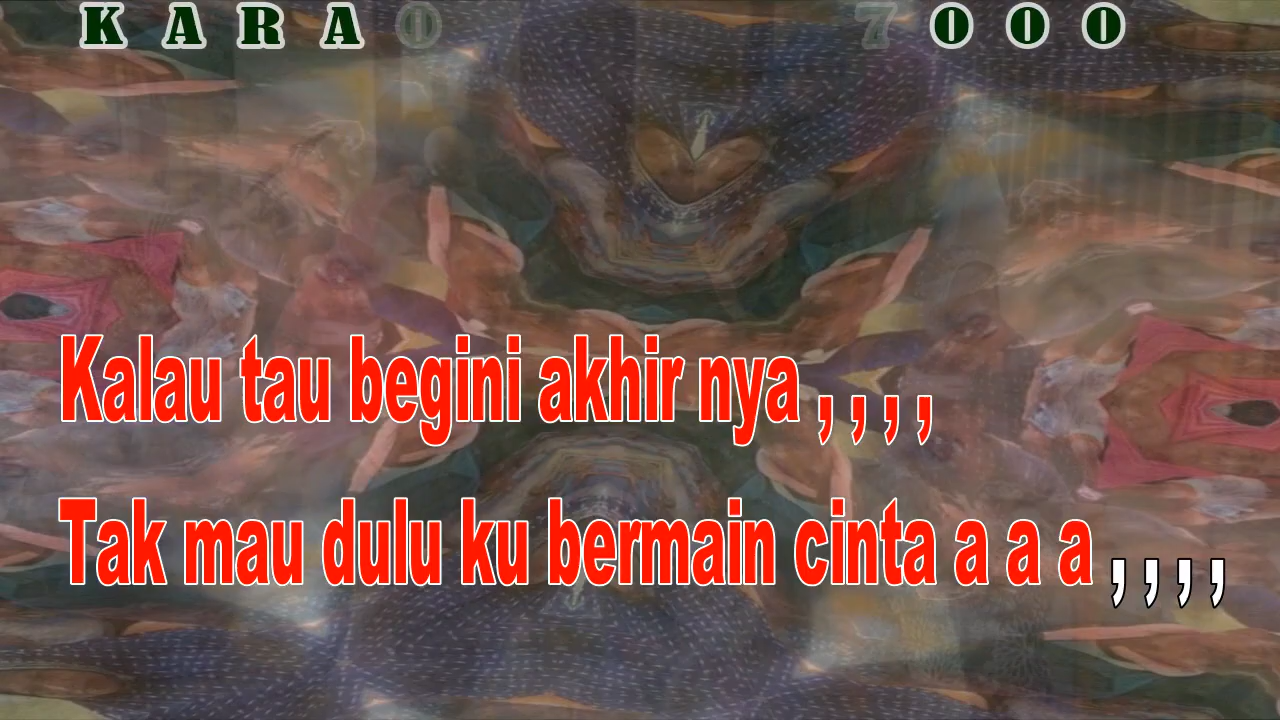 K A R A O 7 O O O
Kalau tau begini akhir nya , , , ,
Tak mau dulu ku bermain cinta a a a , , , ,